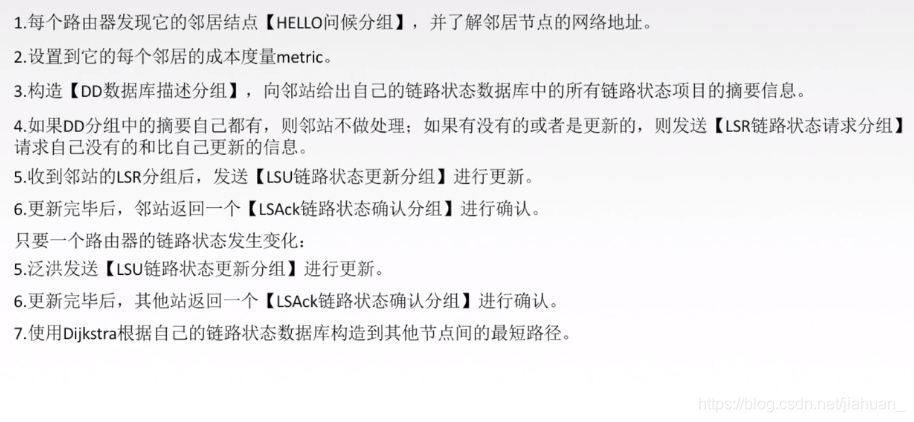 1.每个路由器发现它的邻居结点【HELLO问候分组】，并了解邻居节点的网络地址。
2.设置到它的每个邻居的成本度量metric。
3.构造【DD数据库描述分组】，向邻站给出自己的链路状态数据库中的所有链路状态项目的摘要信息。
4.如果DD分组中的摘要自己都有，则邻站不做处理；如果有没有的或者是更新的，则发送【LSR链路状态请求分组】
请求自己没有的和比自己更新的信息。
5.收到邻站的LSR分组后，发送【LSU链路状态更新分组】进行更新。
6.更新完毕后，邻站返回一个【LSAck链路状态确认分组】进行确认。
只要一个路由器的链路状态发生变化：
5.泛洪发送【LSU链路状态更新分组】进行更新。
6.更新完毕后，其他站返回一个【LSAck链路状态确认分组】进行确认。
7.使用Dijkstra根据自己的链路状态数据库构造到其他节点间的最短路径。
https://blog.csdn.net/jiahuan_